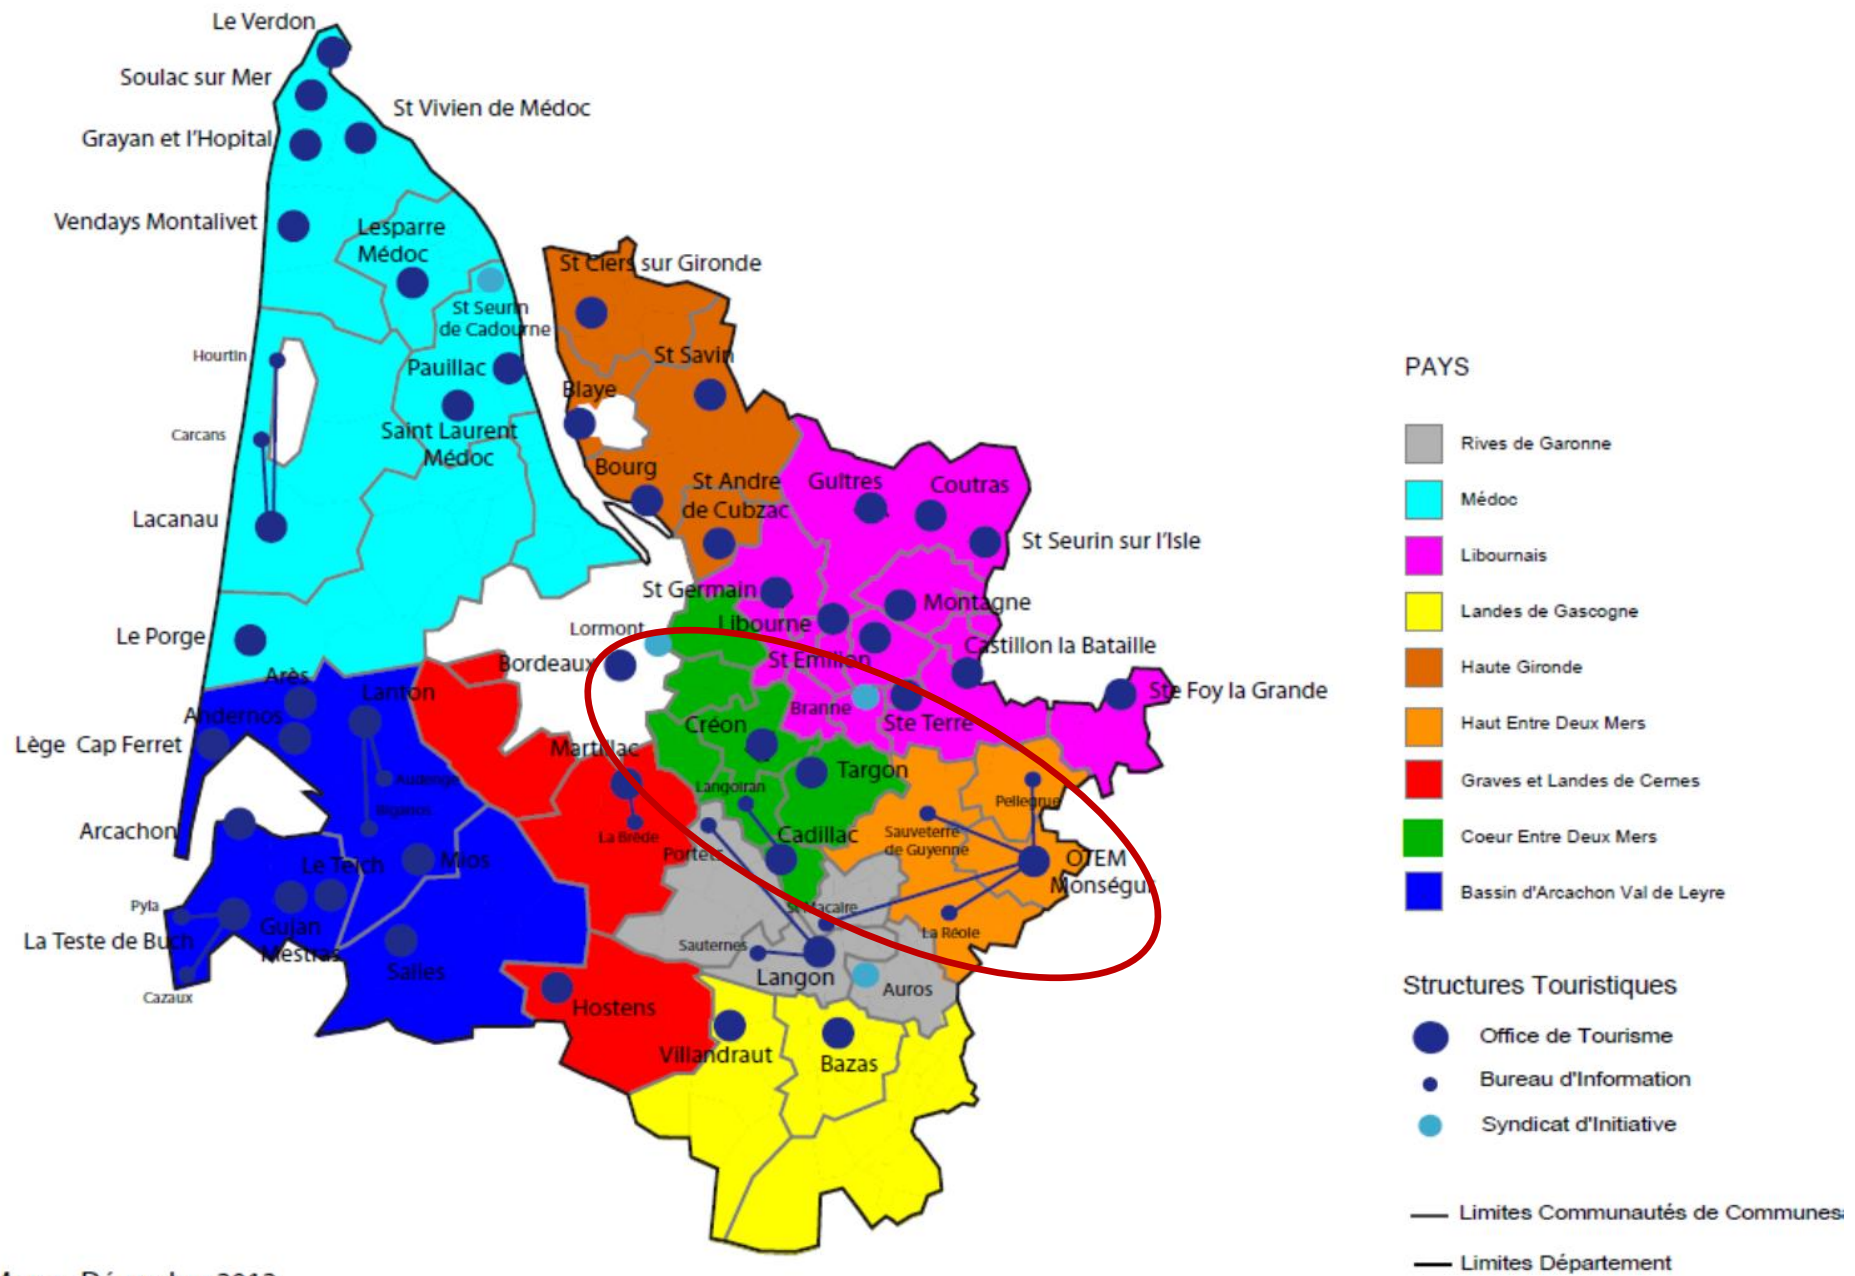 Le Verdon
Soulac sur Mer
St Vivien de Médoc
Grayan et l'Hopital
Vendays Montalivet
Lesparre
Médoc
St Ciers sur Gironde
St Seurin
de Cadourne
Hourtin
St Savin
Pauillac
Blaye
Carcans
Saint Laurent
Médoc
Bourg
St Andre
de Cubzac
Guîtres
Coutras
Lacanau
St Seurin sur l'Isle
St Germain
Montagne
Libourne
Lormont
Le Porge
Castillon la Bataille
Bordeaux
St Emilion
Arès
Lanton
Ste Foy la Grande
Andernos
Branne
Ste Terre
Créon
Lège Cap Ferret
Martillac
Targon
Audenge
Langoiran
Pellegrue
Biganos
Arcachon
La Brède
Cadillac
Sauveterre
de Guyenne
Portets
OTEM
Monségur
Le Teich
Mios
Pyla
St Macaire
Gujan
Mestras
La Teste de Buch
La Réole
Sauternes
Salles
Langon
Auros
Cazaux
Hostens
Villandraut
Bazas
PAYS
Rives de Garonne
Médoc
Libournais
Landes de Gascogne
Haute Gironde
Haut Entre Deux Mers
Graves et Landes de Cernes
Coeur Entre Deux Mers
Bassin d'Arcachon Val de Leyre
Structures Touristiques
Office de Tourisme
Bureau d'Information
Syndicat d'Initiative
Limites Communautés de Communes
Limites Département